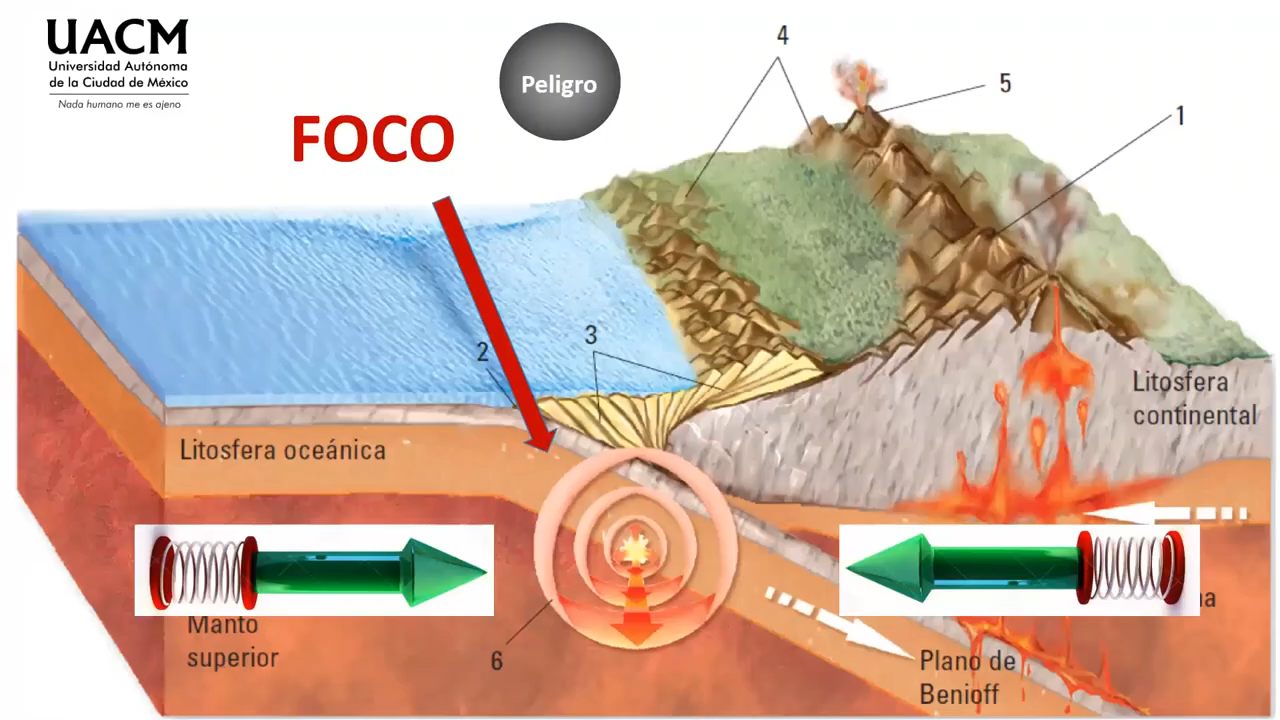 UACM
Universidad Autónoma
de la Ciudad de México
Nada humano me es ajeno
Peligro
FOCO
4
5
1
2
3
Litosfera
continental
Litosfera oceánica
Manto
superior
6
Plano de
Benioff